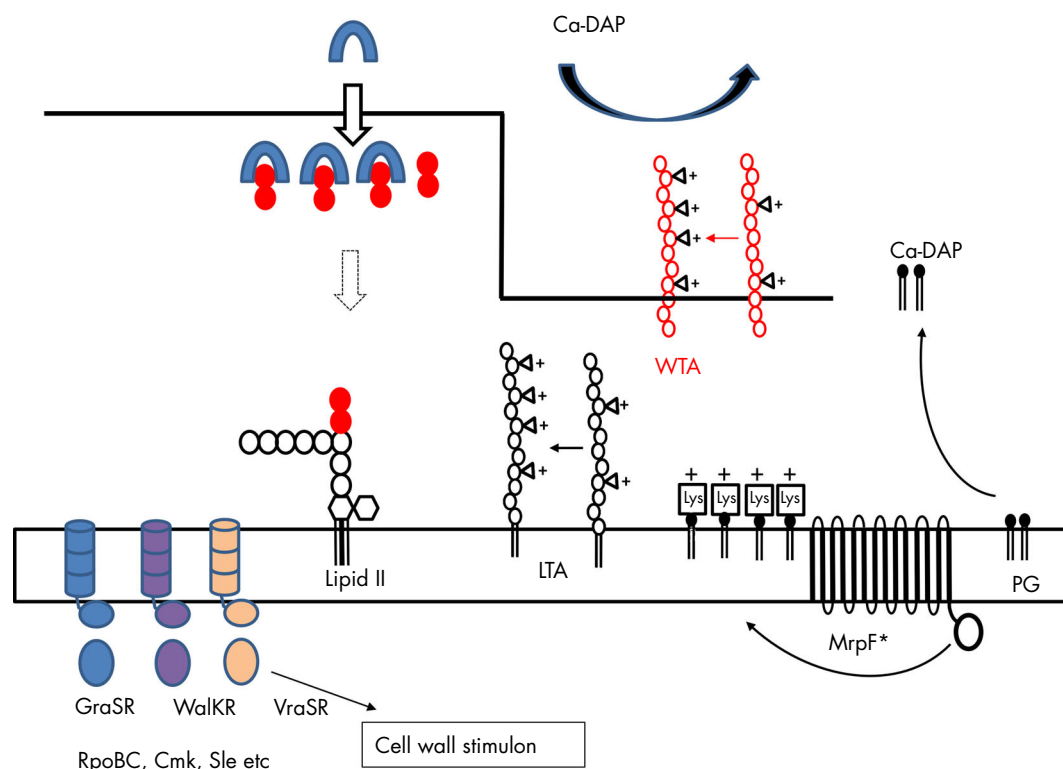 Ca-DAP
+
+
+
+
+
+
Ca-DAP
WTA
+
+
+
+
+
+
+ + + +
Lys Lys Lys Lys
Lipid II
LTA
PG
MrpF*
GraSR WalKR VraSR
Cell wall stimulon
RpoBC, Cmk, Sle etc